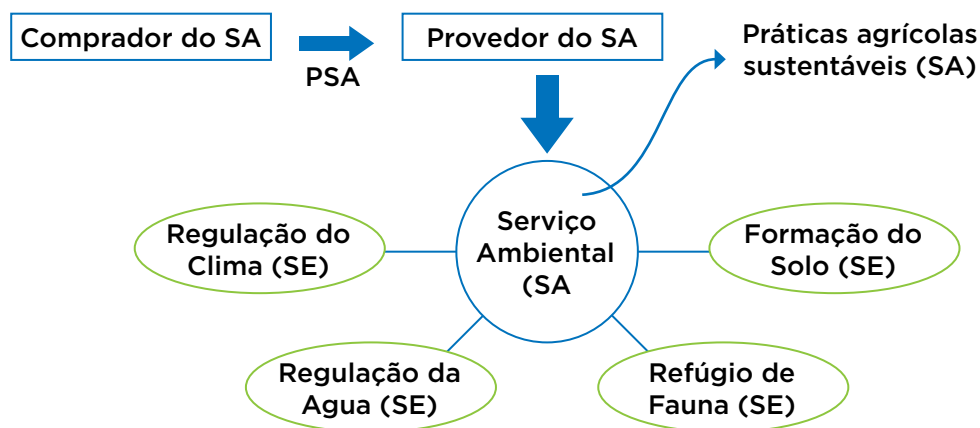 Comprador do SA
PSA
Provedor do SA
Práticas agrícolas
sustentáveis (SA)
Serviço
Ambiental
(SA
Regulação do
Clima (SE)
Formação do
Solo (SE)
Regulação da
Agua (SE)
Refúgio de
Fauna (SE)